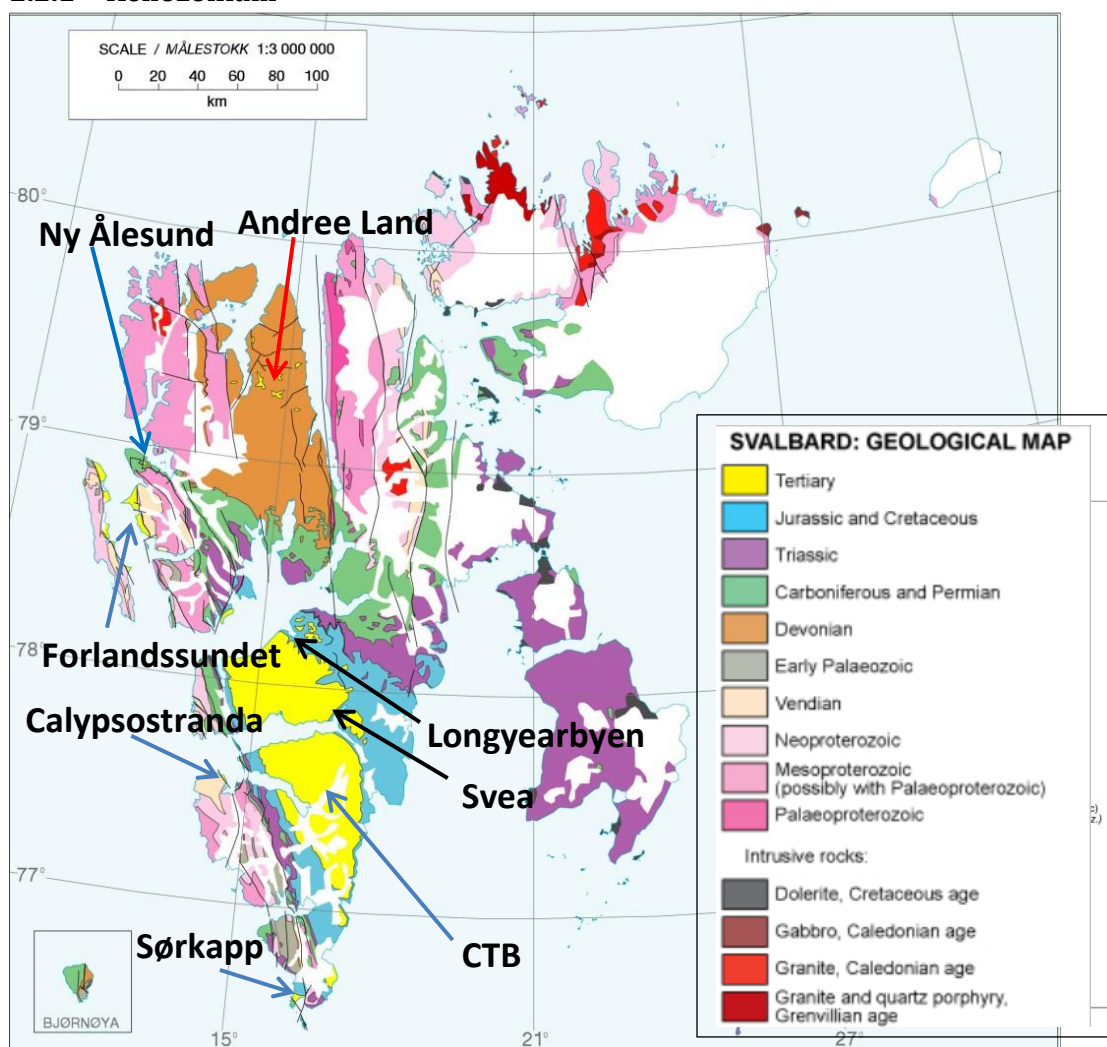 SCALE / MÅLESTOKK 1:3 000 000
0 20 40 60 80 100
km
80°
Ny Ålesund
Andree Land
79°
SVALBARD: GEOLOGICAL MAP
Tertiary
Jurassic and Cretaceous
Triassic
Carboniferous and Permian
Devonian
Early Palaeozoic
Vendian
Neoproterozoic
Mesoproterozoic
(possibly with Palaeoproterozoic)
Palaeoproterozoic
Intrusive rocks:
Dolerite, Cretaceous age
Gabbro, Caledonian age
Granite, Caledonian age
Granite and quartz porphyry,
Grenvillian age
78°
Forlandssundet
Calypsostranda
Longyearbyen
Svea
77°
Sørkapp
CTB
BJØRNØYA
15°
21°
27°